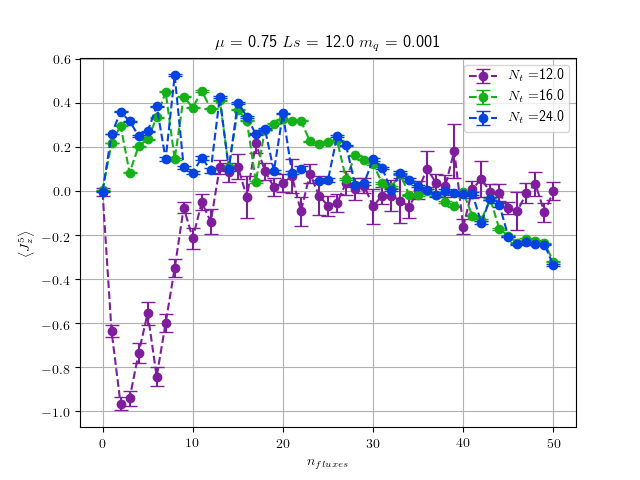 μ = 0.75 Ls = 12.0 m_q = 0.001
0.6
0.4
0.2
0.0
−0.2
−0.4
−0.6
−0.8
−1.0
⟨J_z^5⟩
N_t =12.0
N_t =16.0
N_t =24.0
0 10 20 30 40 50
n_fluxes